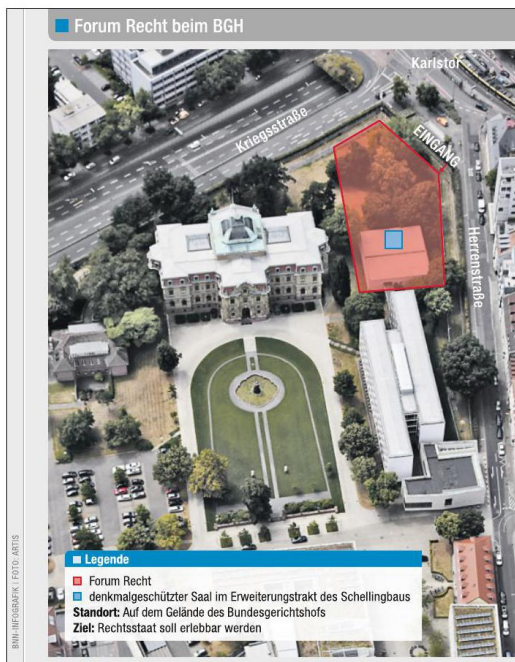 Forum Recht beim BGH
Karlstor
Kriegsstraße
EINGANG
Herrenstraße
Legende
Forum Recht
denkmalgeschützter Saal im Erweiterungstrakt des Schellingbaus
Standort: Auf dem Gelände des Bundesgerichtshofs
Ziel: Rechtsstaat soll erlebbar werden
BNN-INFOGRAFIK | FOTO: ARTIS